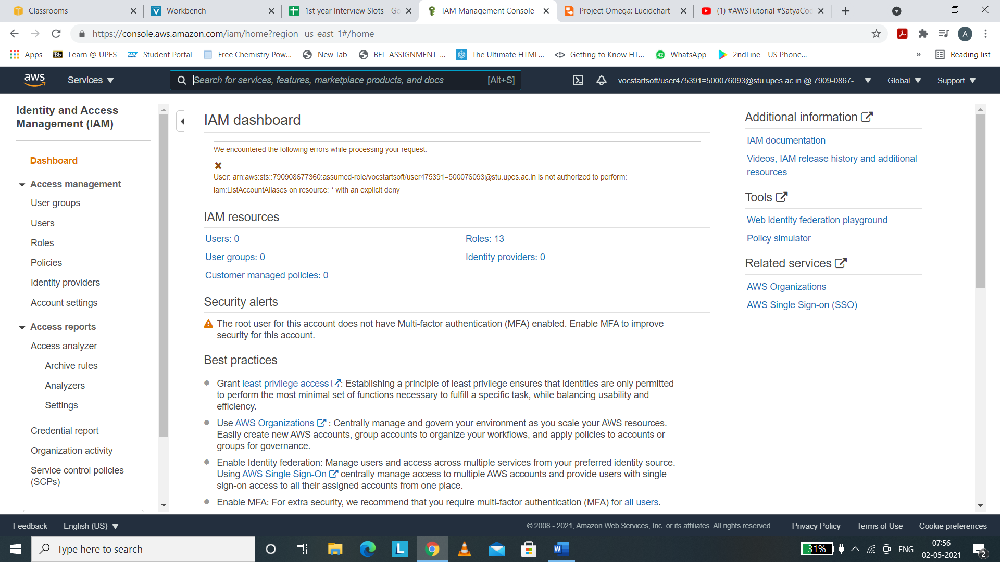 Classrooms
Workbench
1st year Interview Slots - Go
IAM Management Console
Project Omega: Lucidchart
(1) #AWSTutorial #SatyaCo
https://console.aws.amazon.com/iam/home?region=us-east-1#/home
A
Apps
Bb Learn @ UPES
SAP Student Portal
Free Chemistry Pow...
New Tab
BEL_ASSIGNMENT-...
The Ultimate HTML...
Getting to Know HT...
42 WhatsApp
2ndLine - US Phone...
»
Reading list
aws
Services
Search for services, features, marketplace products, and docs [Alt+S]
vocstartsoft/user475391=500076093@stu.upes.ac.in @ 7909-0867-...
Global
Support
Identity and Access
Management (IAM)
Dashboard
Access management
User groups
Users
Roles
Policies
Identity providers
Account settings
Access reports
Access analyzer
Archive rules
Analyzers
Settings
Credential report
Organization activity
Service control policies
(SCPs)
IAM dashboard
We encountered the following errors while processing your request:
User: arn:aws:sts::790908677360:assumed-role/vocstartsoft/user475391=500076093@stu.upes.ac.in is not authorized to perform:
iam:ListAccountAliases on resource: * with an explicit deny
IAM resources
Users: 0
Roles: 13
User groups: 0
Identity providers: 0
Customer managed policies: 0
Security alerts
The root user for this account does not have Multi-factor authentication (MFA) enabled. Enable MFA to improve
security for this account.
Best practices
Grant least privilege access : Establishing a principle of least privilege ensures that identities are only permitted
to perform the most minimal set of functions necessary to fulfill a specific task, while balancing usability and
efficiency.
Use AWS Organizations : Centrally manage and govern your environment as you scale your AWS resources.
Easily create new AWS accounts, group accounts to organize your workflows, and apply policies to accounts or
groups for governance.
Enable Identity federation: Manage users and access across multiple services from your preferred identity source.
Using AWS Single Sign-On centrally manage access to multiple AWS accounts and provide users with single
sign-on access to all their assigned accounts from one place.
Enable MFA: For extra security, we recommend that you require multi-factor authentication (MFA) for all users.
Additional information
IAM documentation
Videos, IAM release history and additional
resources
Tools
Web identity federation playground
Policy simulator
Related services
AWS Organizations
AWS Single Sign-on (SSO)
Feedback
English (US)
© 2008 - 2021, Amazon Web Services, Inc. or its affiliates. All rights reserved.
Privacy Policy
Terms of Use
Cookie preferences
Type here to search
L
W
31%
ENG
07:56
02-05-2021
2